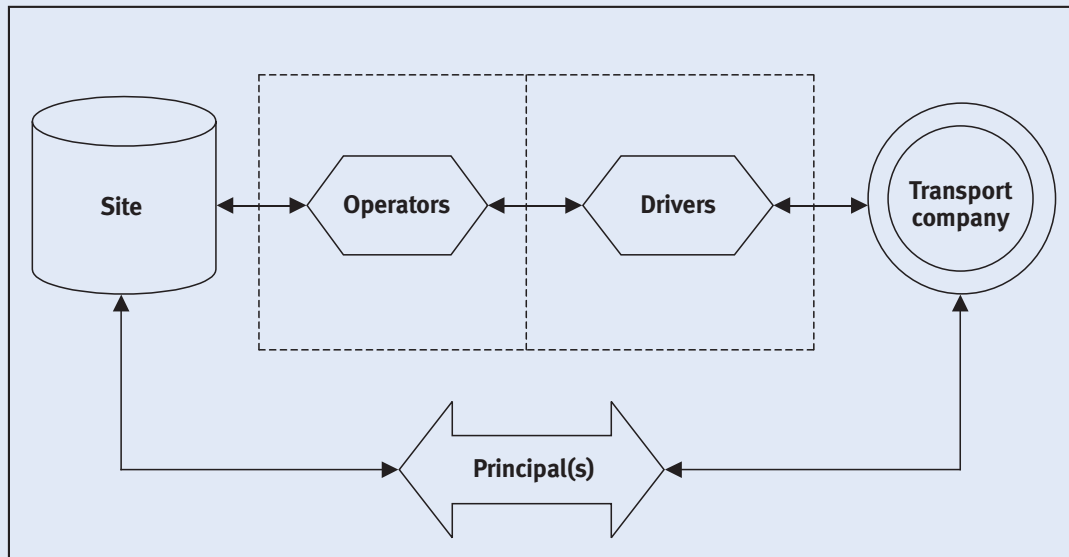 Site
Operators
Drivers
Transport
company
Principal(s)